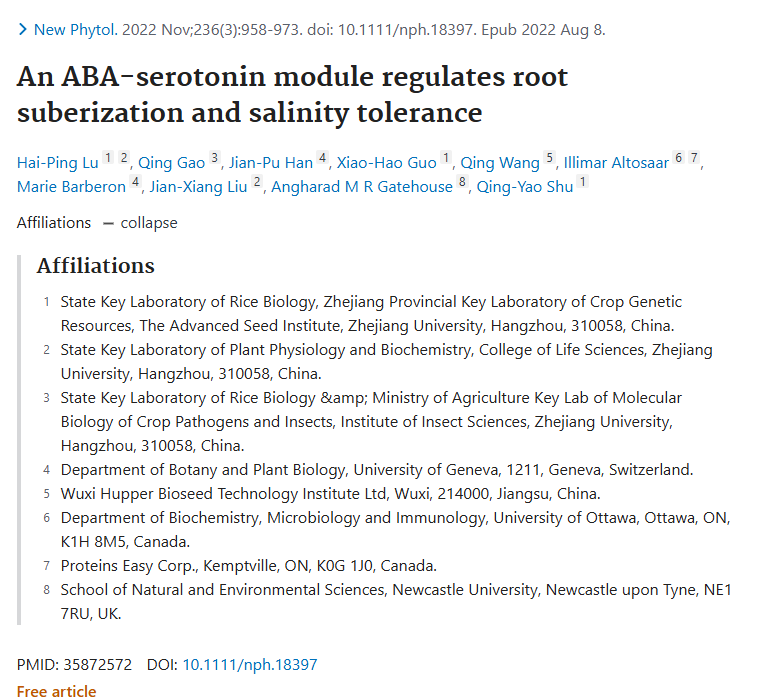 New Phytol. 2022 Nov;236(3):958-973. doi: 10.1111/nph.18397. Epub 2022 Aug 8.
An ABA-serotonin module regulates root
suberization and salinity tolerance
Hai-Ping Lu 1 2, Qing Gao 3, Jian-Pu Han 4, Xiao-Hao Guo 1, Qing Wang 5, Illimar Altosaar 6 7,
Marie Barberon 4, Jian-Xiang Liu 2, Angharad M R Gatehouse 8, Qing-Yao Shu 1
Affiliations — collapse
Affiliations
1 State Key Laboratory of Rice Biology, Zhejiang Provincial Key Laboratory of Crop Genetic
Resources, The Advanced Seed Institute, Zhejiang University, Hangzhou, 310058, China.
2 State Key Laboratory of Plant Physiology and Biochemistry, College of Life Sciences, Zhejiang
University, Hangzhou, 310058, China.
3 State Key Laboratory of Rice Biology &amp; Ministry of Agriculture Key Lab of Molecular
Biology of Crop Pathogens and Insects, Institute of Insect Sciences, Zhejiang University,
Hangzhou, 310058, China.
4 Department of Botany and Plant Biology, University of Geneva, 1211, Geneva, Switzerland.
5 Wuxi Hupper Bioseed Technology Institute Ltd, Wuxi, 214000, Jiangsu, China.
6 Department of Biochemistry, Microbiology and Immunology, University of Ottawa, Ottawa, ON,
K1H 8M5, Canada.
7 Proteins Easy Corp., Kemptville, ON, K0G 1J0, Canada.
8 School of Natural and Environmental Sciences, Newcastle University, Newcastle upon Tyne, NE1
7RU, UK.
PMID: 35872572 DOI: 10.1111/nph.18397
Free article